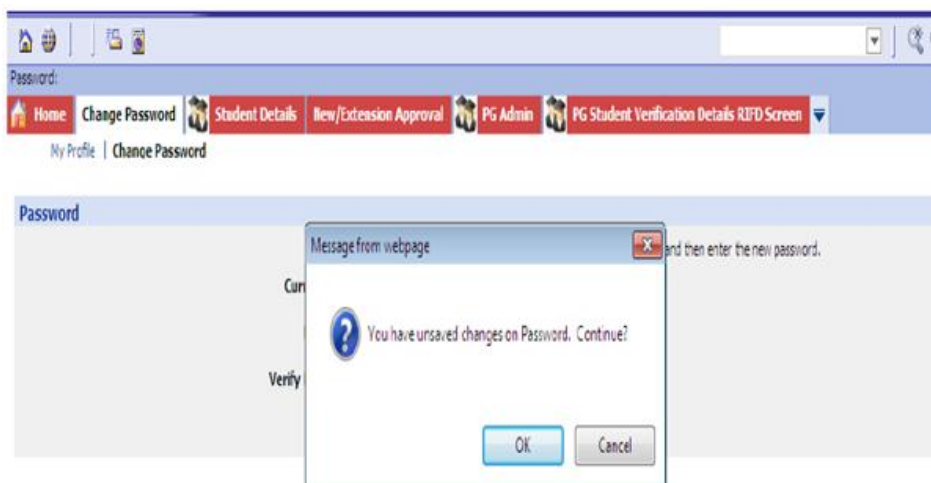 Password:
Home Change Password Student Details New/Extension Approval PG Admin PG Student Verification Details RIFD Screen
My Profile | Change Password
Password
Message from webpage
and then enter the new password.
You have unsaved changes on Password. Continue?
Verify
OK Cancel